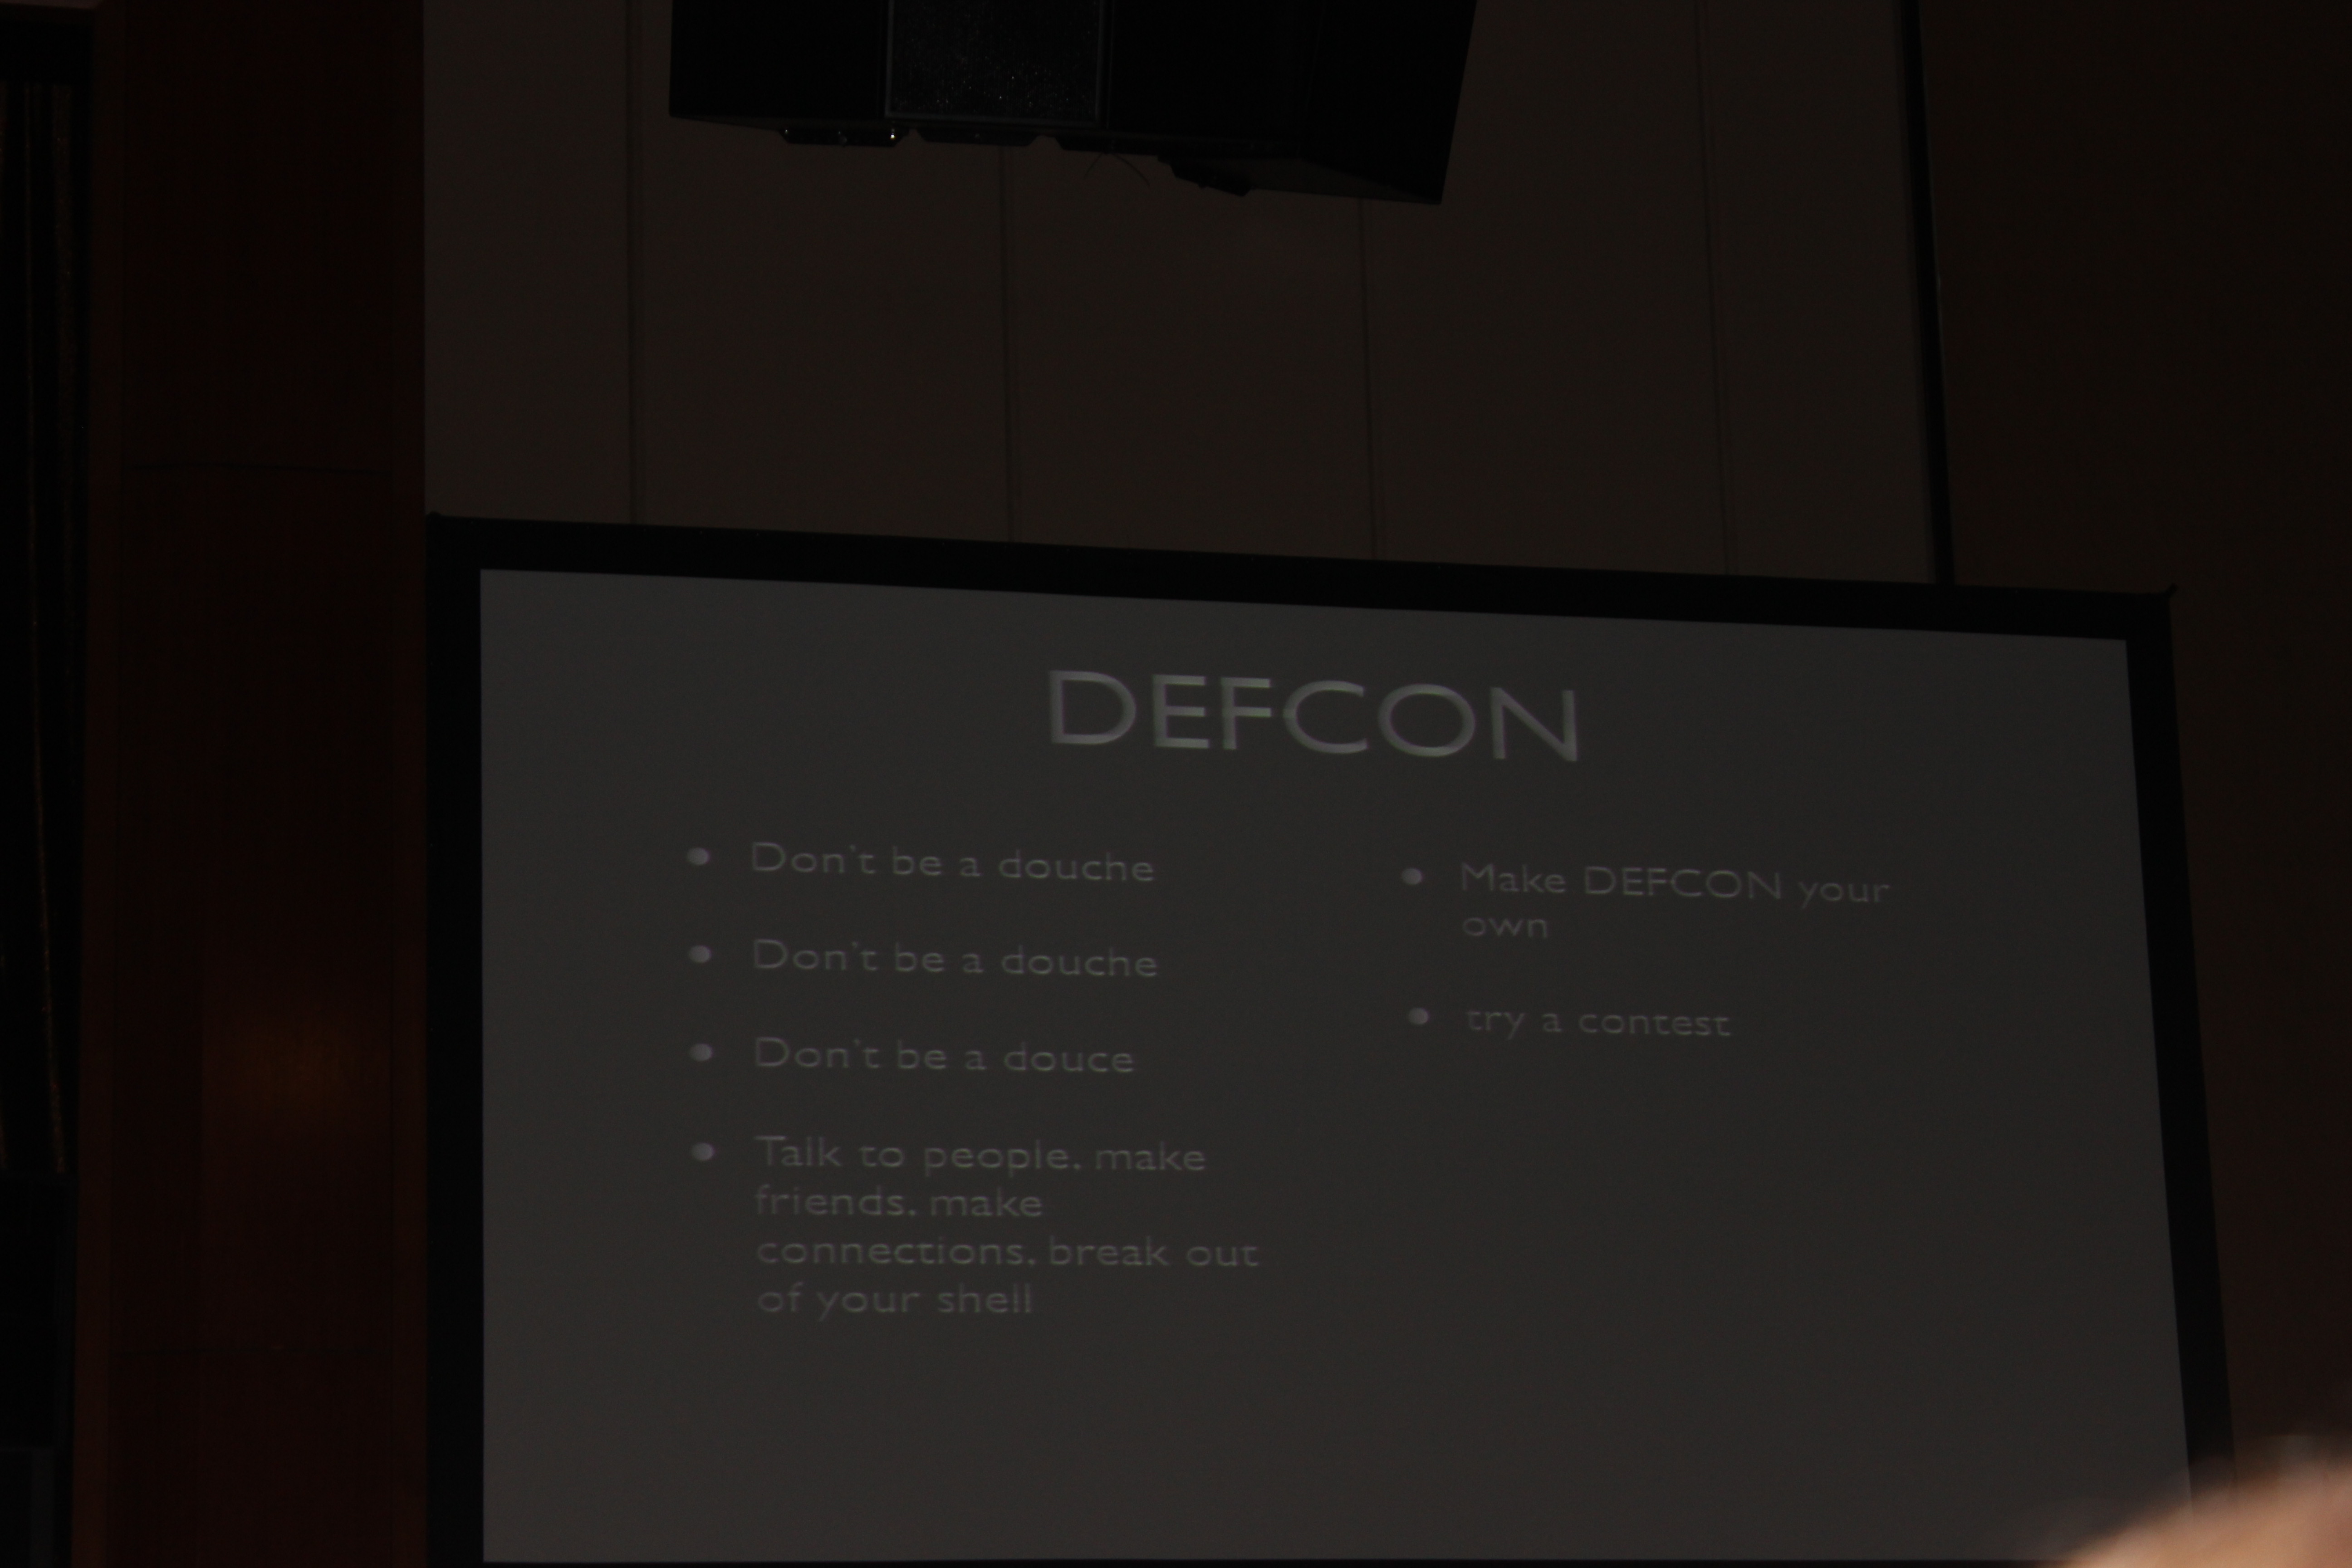 DEFCON
• Don't be a douche
• Don't be a douche
• Don't be a douce
• Talk to people, make
friends, make
connections, break out
of your shell
• Make DEFCON your
own
• try a contest